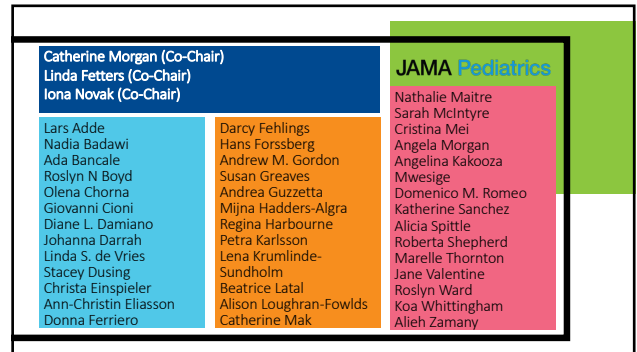 Catherine Morgan (Co-Chair)
Linda Fetters (Co-Chair)
Iona Novak (Co-Chair)
JAMA Pediatrics
Lars Adde
Nadia Badawi
Ada Bancale
Roslyn N Boyd
Olena Chorna
Giovanni Cioni
Diane L. Damiano
Johanna Darrah
Linda S. de Vries
Stacey Dusing
Christa Einspieler
Ann-Christin Eliasson
Donna Ferriero
Darcy Fehlings
Hans Forssberg
Andrew M. Gordon
Susan Greaves
Andrea Guzzetta
Mijna Hadders-Algra
Regina Harbourne
Petra Karlsson
Lena Krumlinde-
Sundholm
Beatrice Latal
Alison Loughran-Fowlds
Catherine Mak
Nathalie Maitre
Sarah McIntyre
Cristina Mei
Angela Morgan
Angelina Kakooza
Mwesige
Domenico M. Romeo
Katherine Sanchez
Alicia Spittle
Roberta Shepherd
Marelle Thornton
Jane Valentine
Roslyn Ward
Koa Whittingham
Alieh Zamany